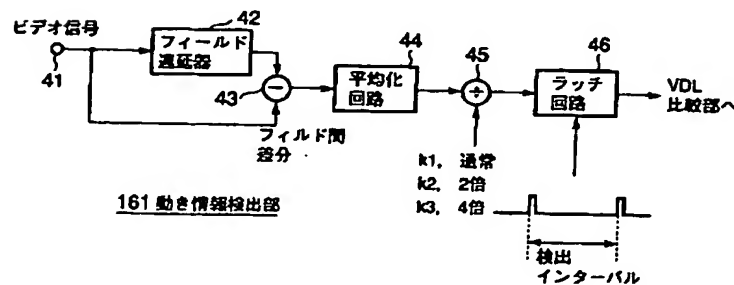 ビデオ信号
41
42
フィールド
遅延器
43
−
フィルド間
差分
44
平均化
回路
45
÷
k1, 通常
k2, 2倍
k3, 4倍
46
ラッチ
回路
VDL
比較部へ
検出
インターバル
161 動き情報検出部